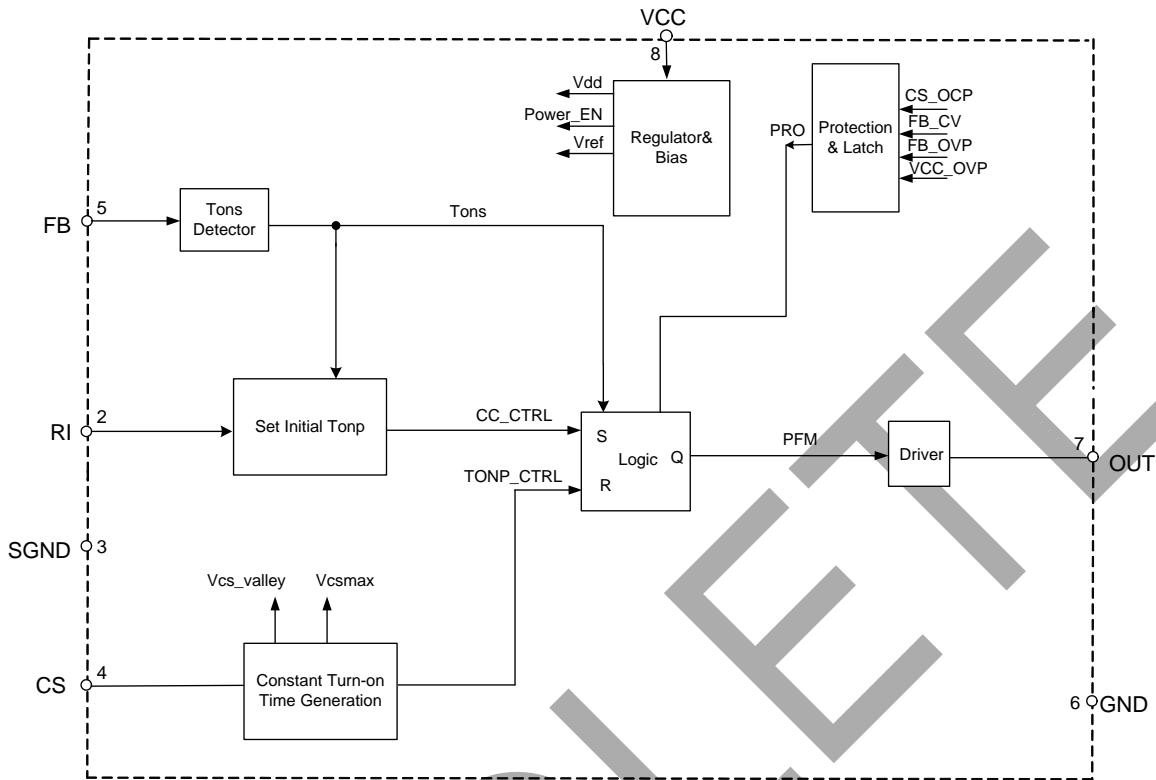 VCC
8
Vdd
Power_EN
Vref
Regulator&
Bias
PRO
Protection
& Latch
CS_OCP
FB_CV
FB_OVP
VCC_OVP
FB
5
Tons
Detector
Tons
RI
2
Set Initial Tonp
CC_CTRL
TONP_CTRL
S
Logic
Q
R
PFM
Driver
7
OUT
SGND
3
Vcs_valley
Vcsmax
CS
4
Constant Turn-on
Time Generation
6
GND